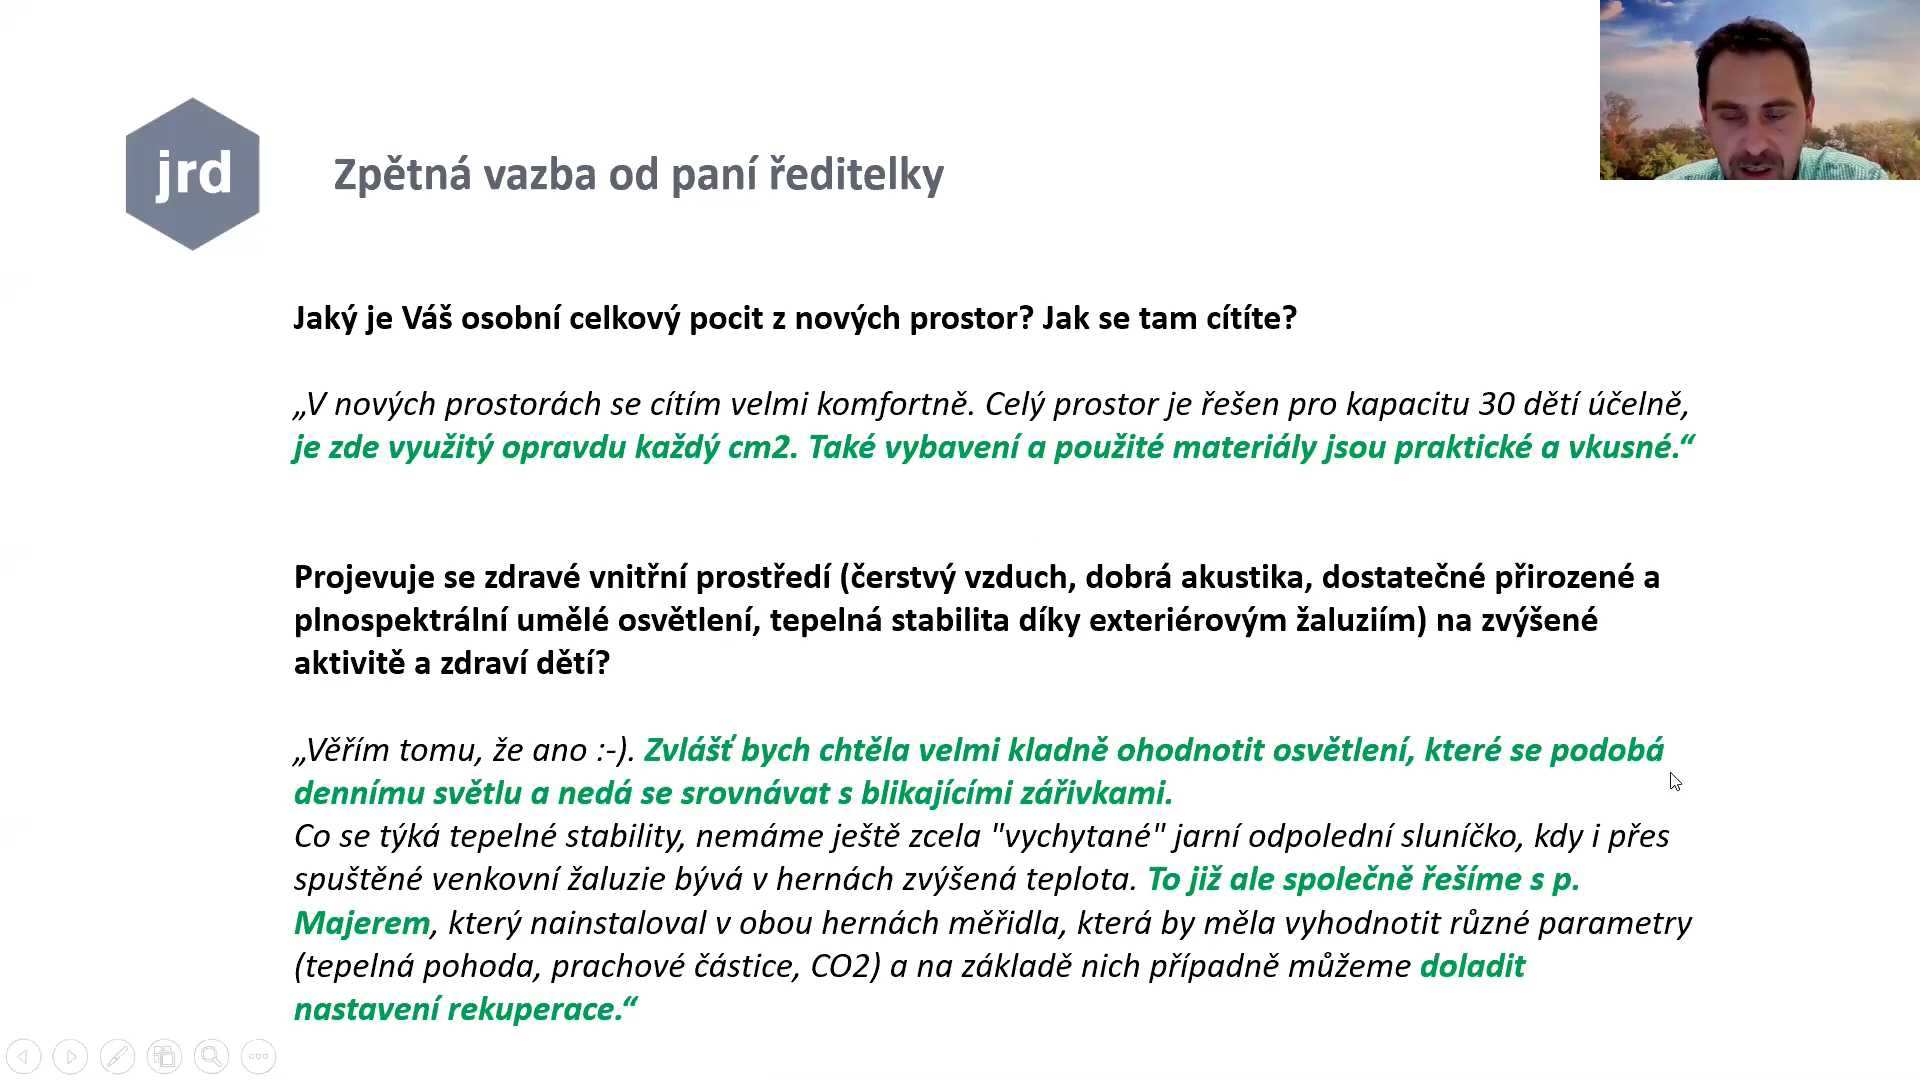 jrd
Zpětná vazba od paní ředitelky
Jaký je Váš osobní celkový pocit z nových prostor? Jak se tam cítíte?
„V nových prostorách se cítím velmi komfortně. Celý prostor je řešen pro kapacitu 30 dětí účelně,
je zde využitý opravdu každý cm2. Také vybavení a použité materiály jsou praktické a vkusné.“
Projevuje se zdravé vnitřní prostředí (čerstvý vzduch, dobrá akustika, dostatečné přirozené a
plnospektrální umělé osvětlení, tepelná stabilita díky exteriérovým žaluziím) na zvýšené
aktivitě a zdraví dětí?
„Věřím tomu, že ano :-). Zvlášť bych chtěla velmi kladně ohodnotit osvětlení, které se podobá
dennímu světlu a nedá se srovnávat s blikajícími zářivkami.
Co se týká tepelné stability, nemáme ještě zcela "vychytané" jarní odpolední sluníčko, kdy i přes
spuštěné venkovní žaluzie bývá v hernách zvýšená teplota. To již ale společně řešíme s p.
Majerem, který nainstaloval v obou hernách měřidla, která by měla vyhodnotit různé parametry
(tepelná pohoda, prachové částice, CO2) a na základě nich případně můžeme doladit
nastavení rekuperace.“